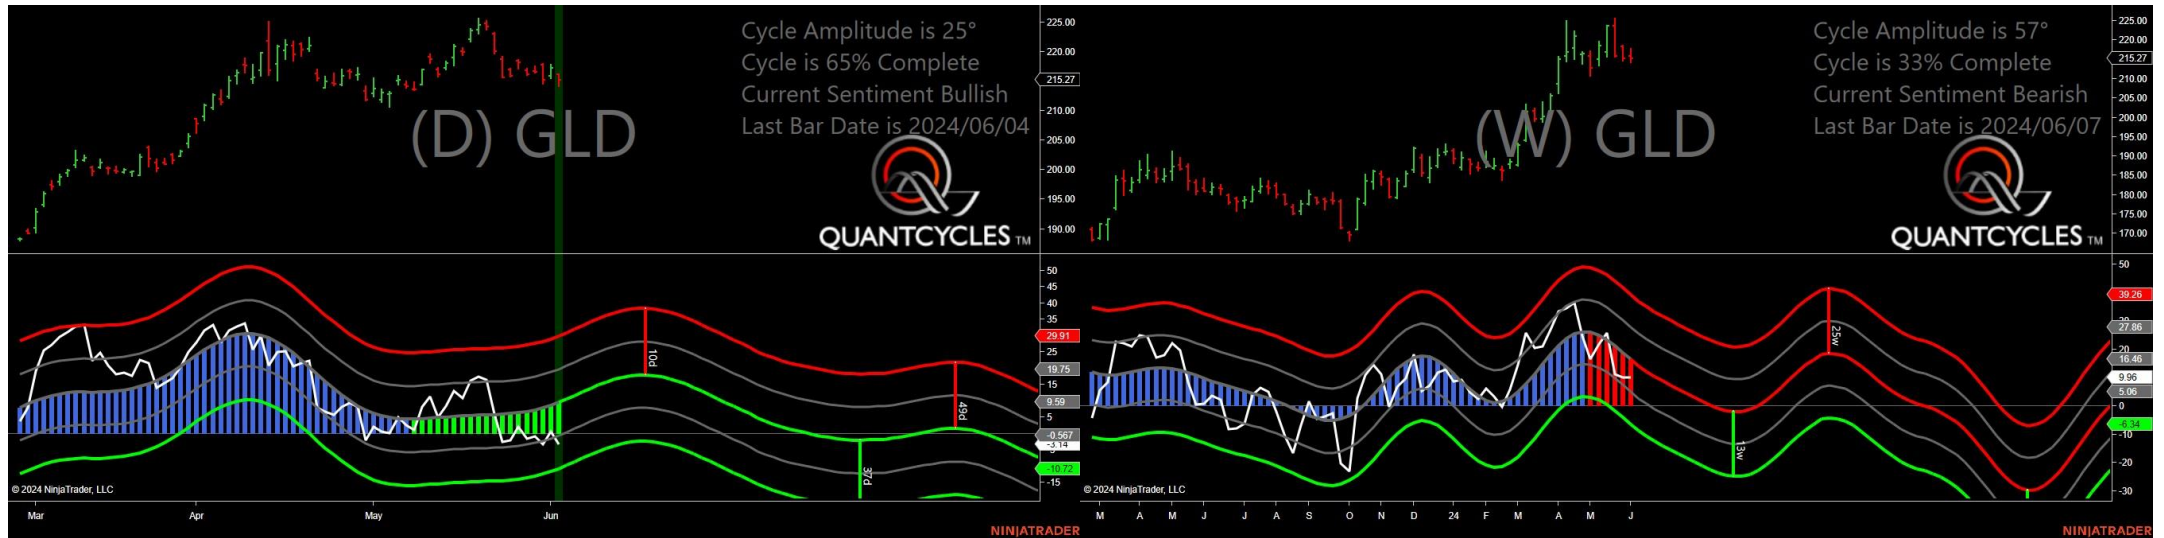 Cycle Amplitude is 25°
Cycle is 65% Complete
Current Sentiment Bullish
Last Bar Date is 2024/06/04
(D) GLD
QUANTCYCLES TM
225.00
220.00
215.27
210.00
205.00
200.00
195.00
190.00
50
45
40
35
29.91
25
19.75
15
9.59
5
-0.567
-3.14
-10.72
-15
10d
37d
49d
© 2024 NinjaTrader, LLC
Mar Apr May Jun
NINJATRADER
Cycle Amplitude is 57°
Cycle is 33% Complete
Current Sentiment Bearish
Last Bar Date is 2024/06/07
(W) GLD
QUANTCYCLES TM
225.00
220.00
215.27
210.00
205.00
200.00
195.00
190.00
185.00
180.00
175.00
170.00
50
39.26
27.86
20
16.46
9.96
5.06
0
-6.34
-10
-20
-30
25w
13w
© 2024 NinjaTrader, LLC
M A M J J A S O N D 24 F M A M J
NINJATRADER